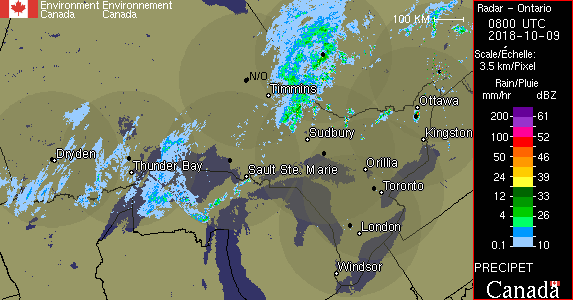 Environment Environnement
Canada Canada
100 KM
N/O
Timmins
Ottawa
Sudbury
Kingston
Dryden
Thunder Bay
Sault Ste. Marie
Orillia
Toronto
London
Windsor
Radar - Ontario
0800 UTC
2018-10-09
Scale/Échelle:
3.5 km/Pixel
Rain/Pluie
mm/hr dBZ
200 61
100 52
50 46
24 39
12 33
4 26
0.1 10
PRECIPET
Canada